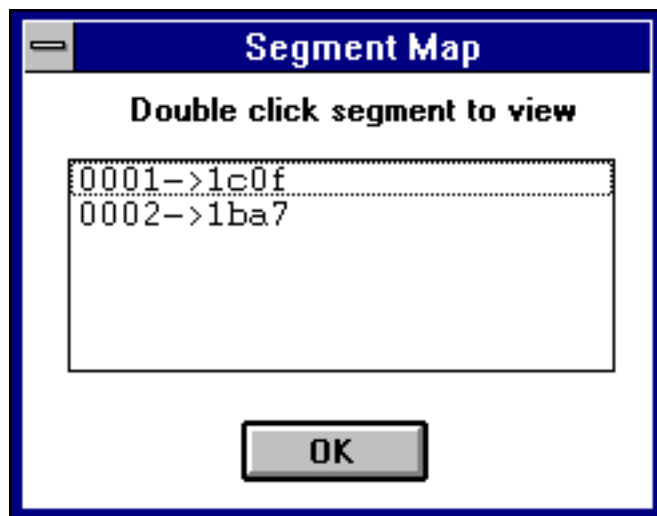 Segment Map
Double click segment to view
0001->1c0f
0002->1ba7
OK